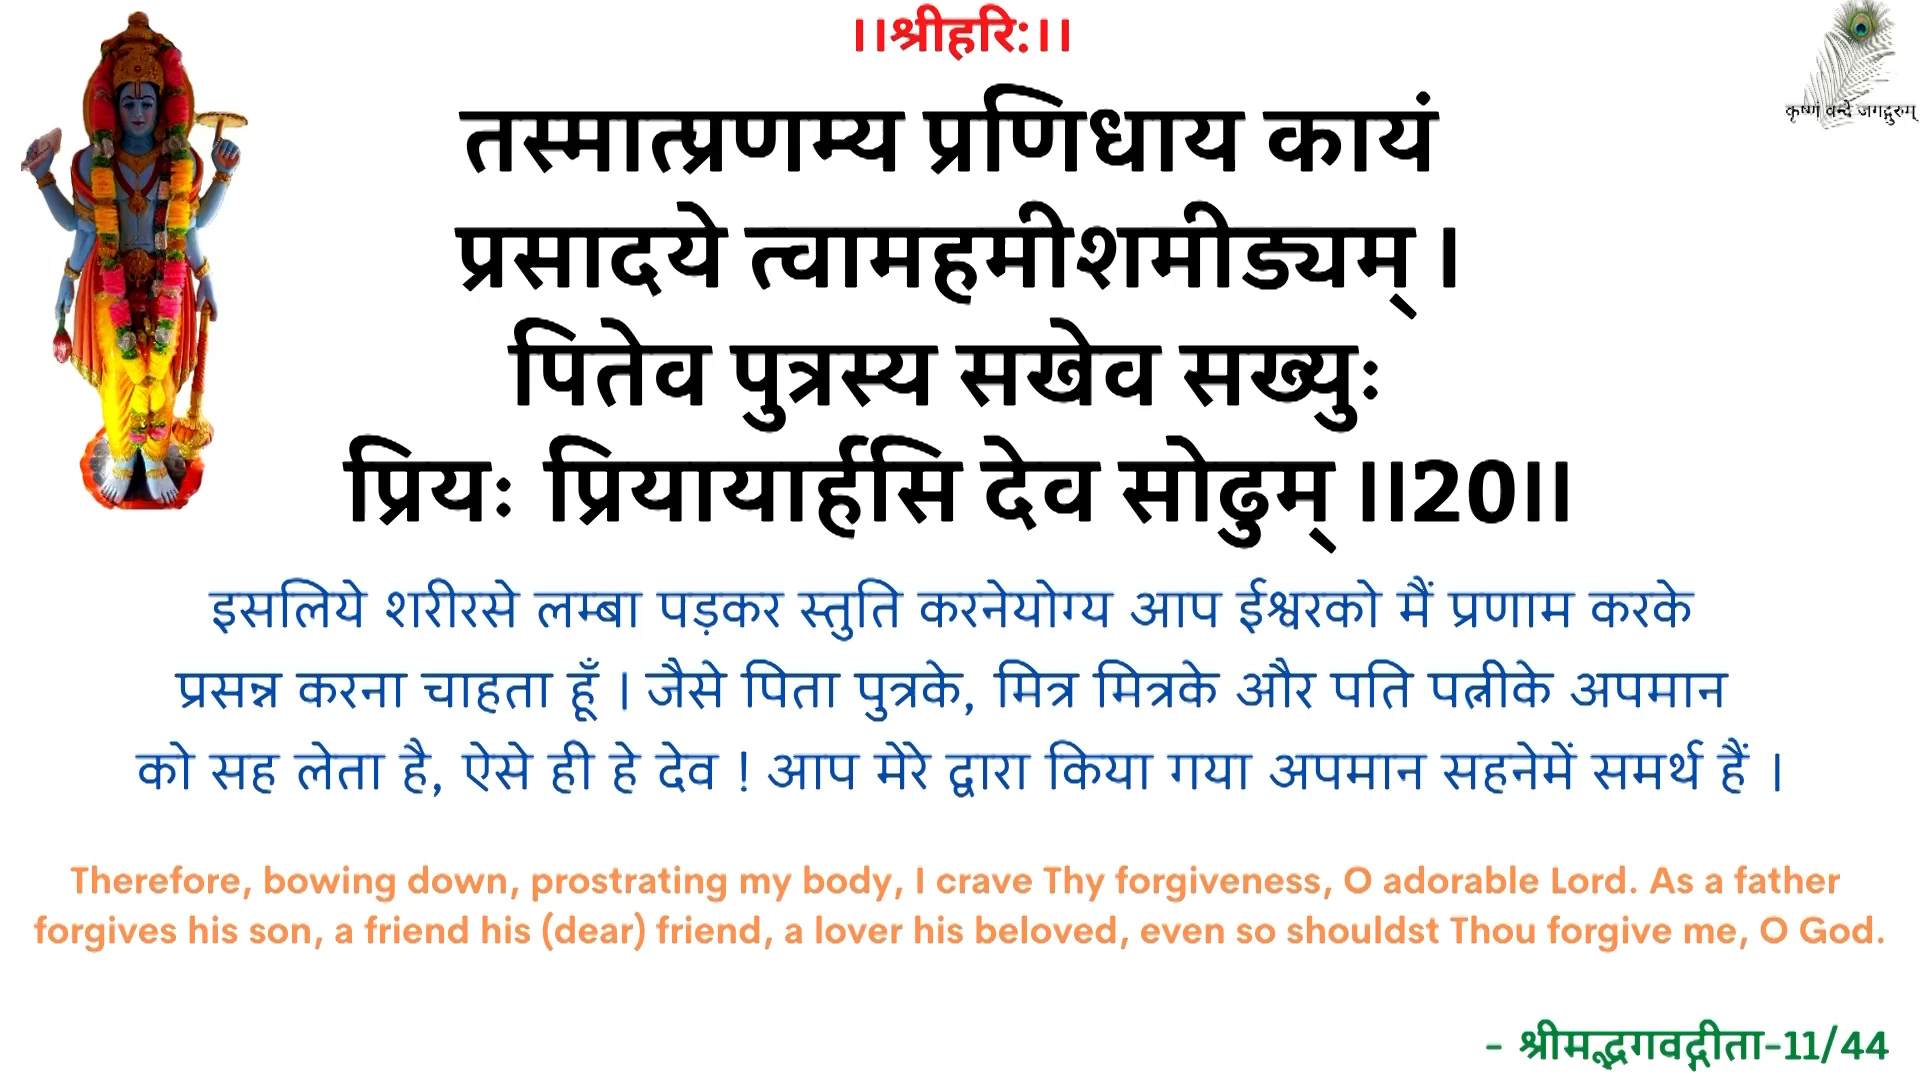 ।।श्रीहरि:।।
कृष्णं वन्दे जगद्गुरुम्
तस्मात्प्रणम्य प्रणिधाय कायं
प्रसादये त्वामहमीशमीड्यम् ।
पितेव पुत्रस्य सखेव सख्युः
प्रियः प्रियायार्हसि देव सोढुम् ।।20।।
इसलिये शरीरसे लम्बा पड़कर स्तुति करनेयोग्य आप ईश्वरको मैं प्रणाम करके
प्रसन्न करना चाहता हूँ । जैसे पिता पुत्रके, मित्र मित्रके और पति पत्नीके अपमान
को सह लेता है, ऐसे ही हे देव ! आप मेरे द्वारा किया गया अपमान सहनेमें समर्थ हैं ।
Therefore, bowing down, prostrating my body, I crave Thy forgiveness, O adorable Lord. As a father
forgives his son, a friend his (dear) friend, a lover his beloved, even so shouldst Thou forgive me, O God.
- श्रीमद्भगवद्गीता-11/44